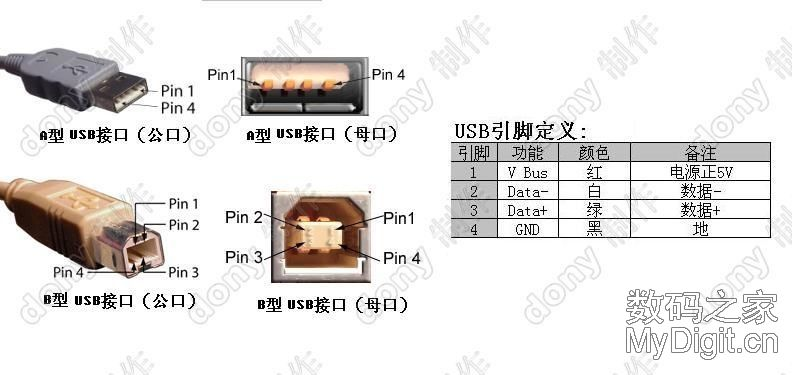 Pin 1
Pin 4
A型 USB接口（公口）
Pin1
Pin 4
A型 USB接口（母口）
Pin 1
Pin 2
Pin 4
Pin 3
B型 USB接口（公口）
Pin 2
Pin1
Pin 3
Pin 4
B型 USB接口（母口）
USB引脚定义:
引脚 功能 颜色 备注
1 V Bus 红 电源正5V
2 Data- 白 数据-
3 Data+ 绿 数据+
4 GND 黑 地
dony 制作
数码之家
MyDigit.cn